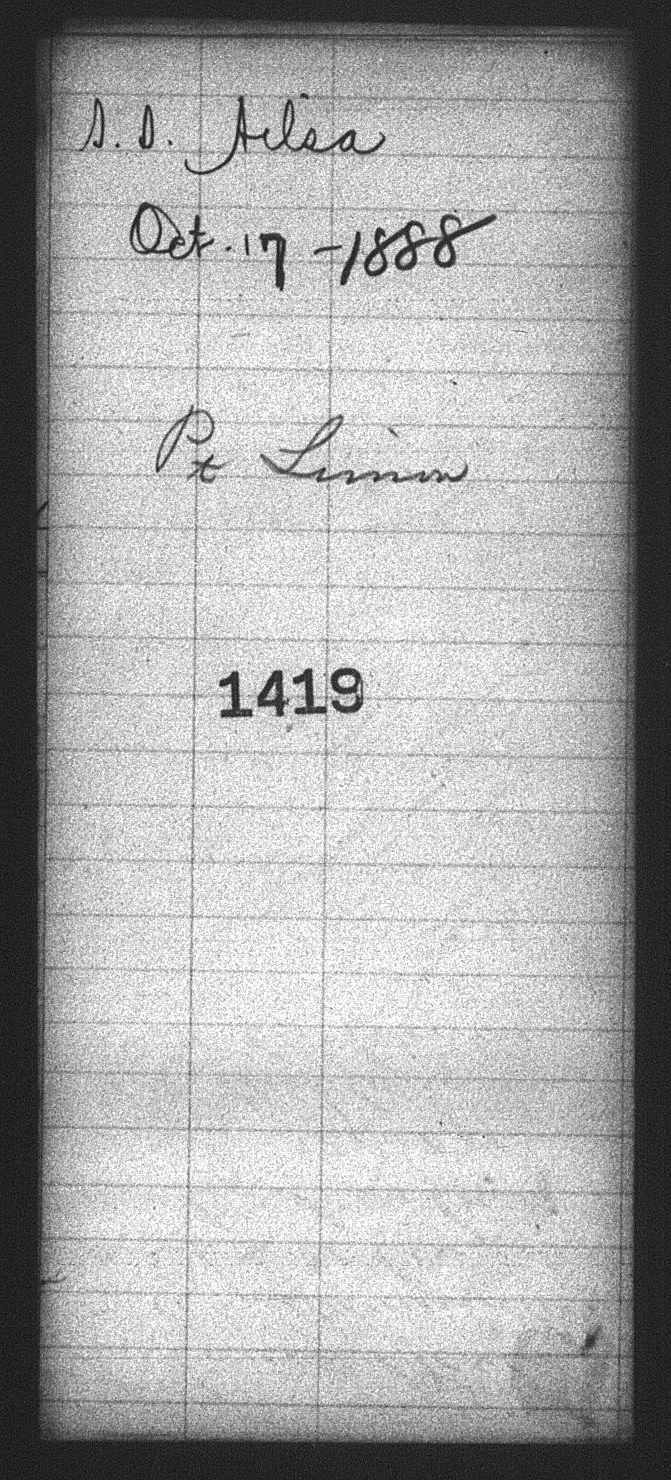 S.S. Ailsa
Oct. 17 - 1888
Pt Limon
1419